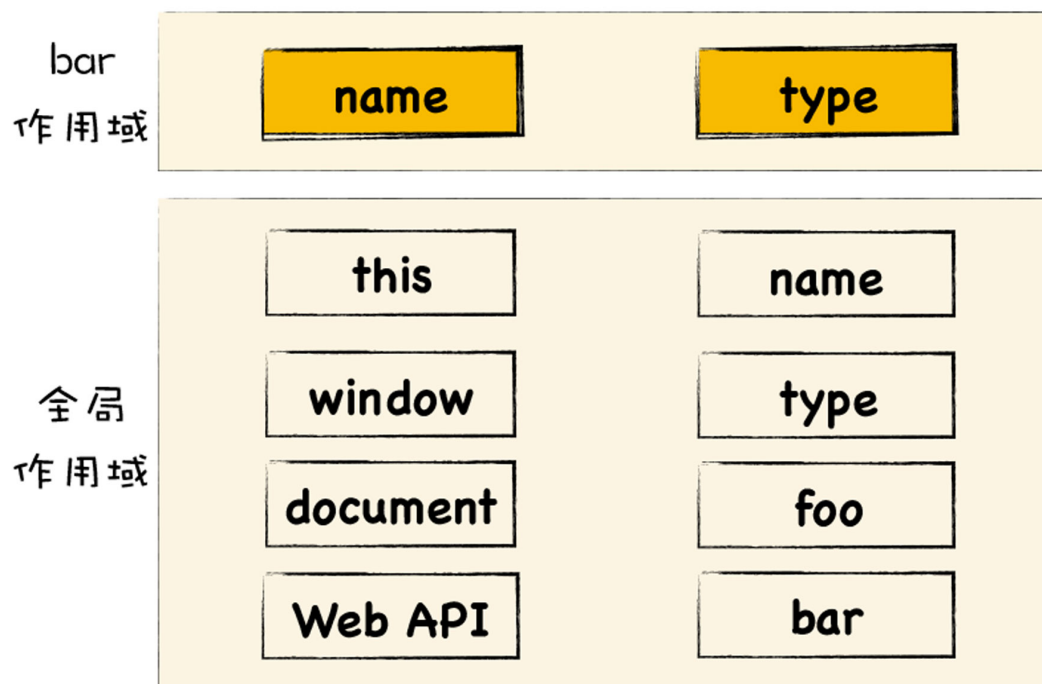 bar
作用域
name
type
全局
作用域
this
name
window
type
document
foo
Web API
bar